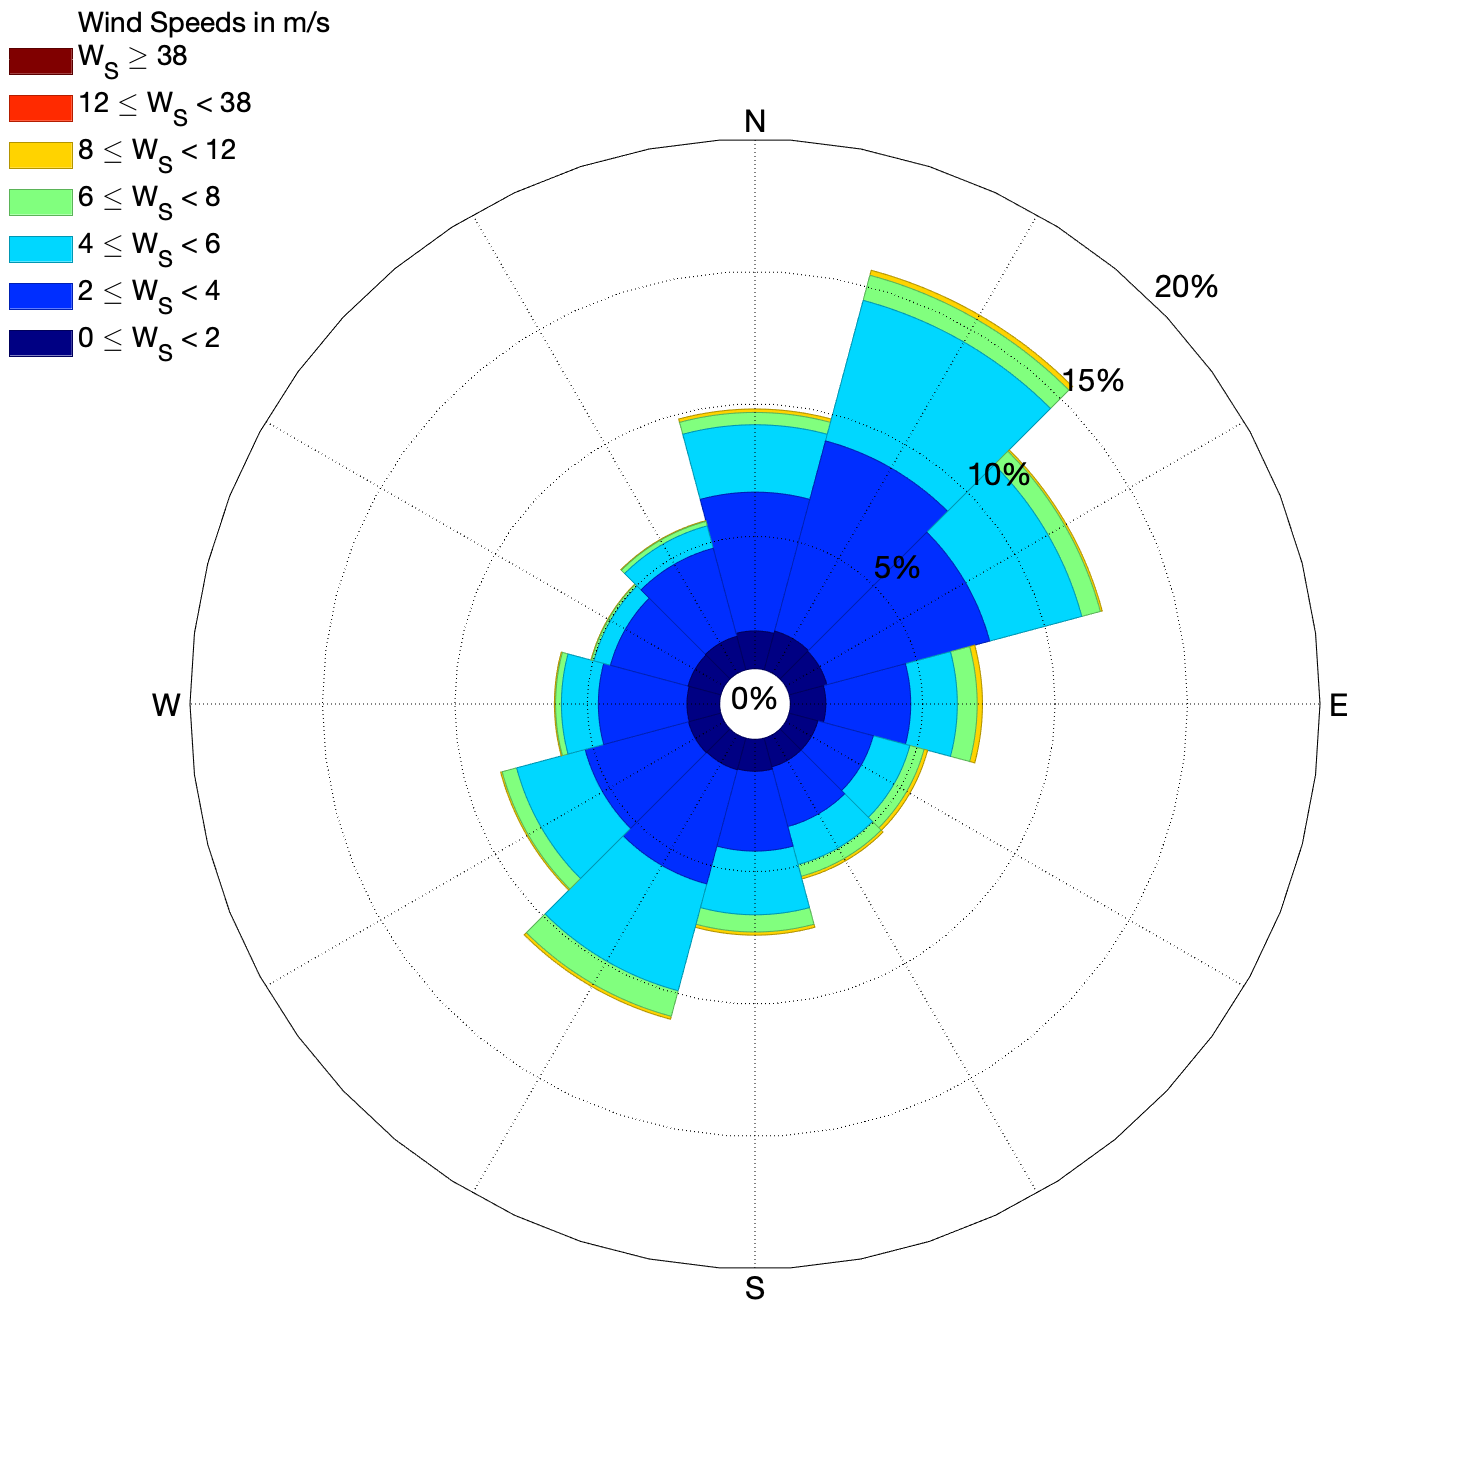 Wind Speeds in m/s
W_S ≥ 38
12 ≤ W_S < 38
8 ≤ W_S < 12
6 ≤ W_S < 8
4 ≤ W_S < 6
2 ≤ W_S < 4
0 ≤ W_S < 2
N
20%
15%
10%
5%
0%
W
E
S